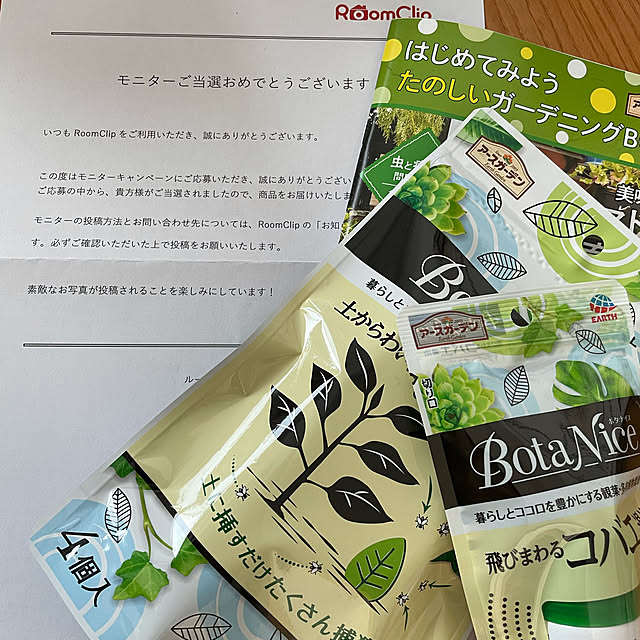 RoomClip
モニターご当選おめでとうございます
いつも RoomClip をご利用いただき、誠にありがとうございます。
この度はモニターキャンペーンにご応募いただき、誠にありがとうござい
ご応募の中から、貴方様がご当選されましたので、商品をお届けいたしま
モニターの投稿方法とお問い合わせ先については、RoomClip の「お知
す。必ずご確認いただいた上で投稿をお願いいたします。
素敵なお写真が投稿されることを楽しみにしています！
ルー
はじめてみよう
たのしいガーデニングB
虫と
アースガーデン
美味
Bo
暮らしと
土からわ
土に挿すだけたくさん捕
4個入
アースガーデン
EARTH
切り口
ボタナイス
BotaNice
暮らしとココロを豊かにする観葉・
飛びまわるコバエ